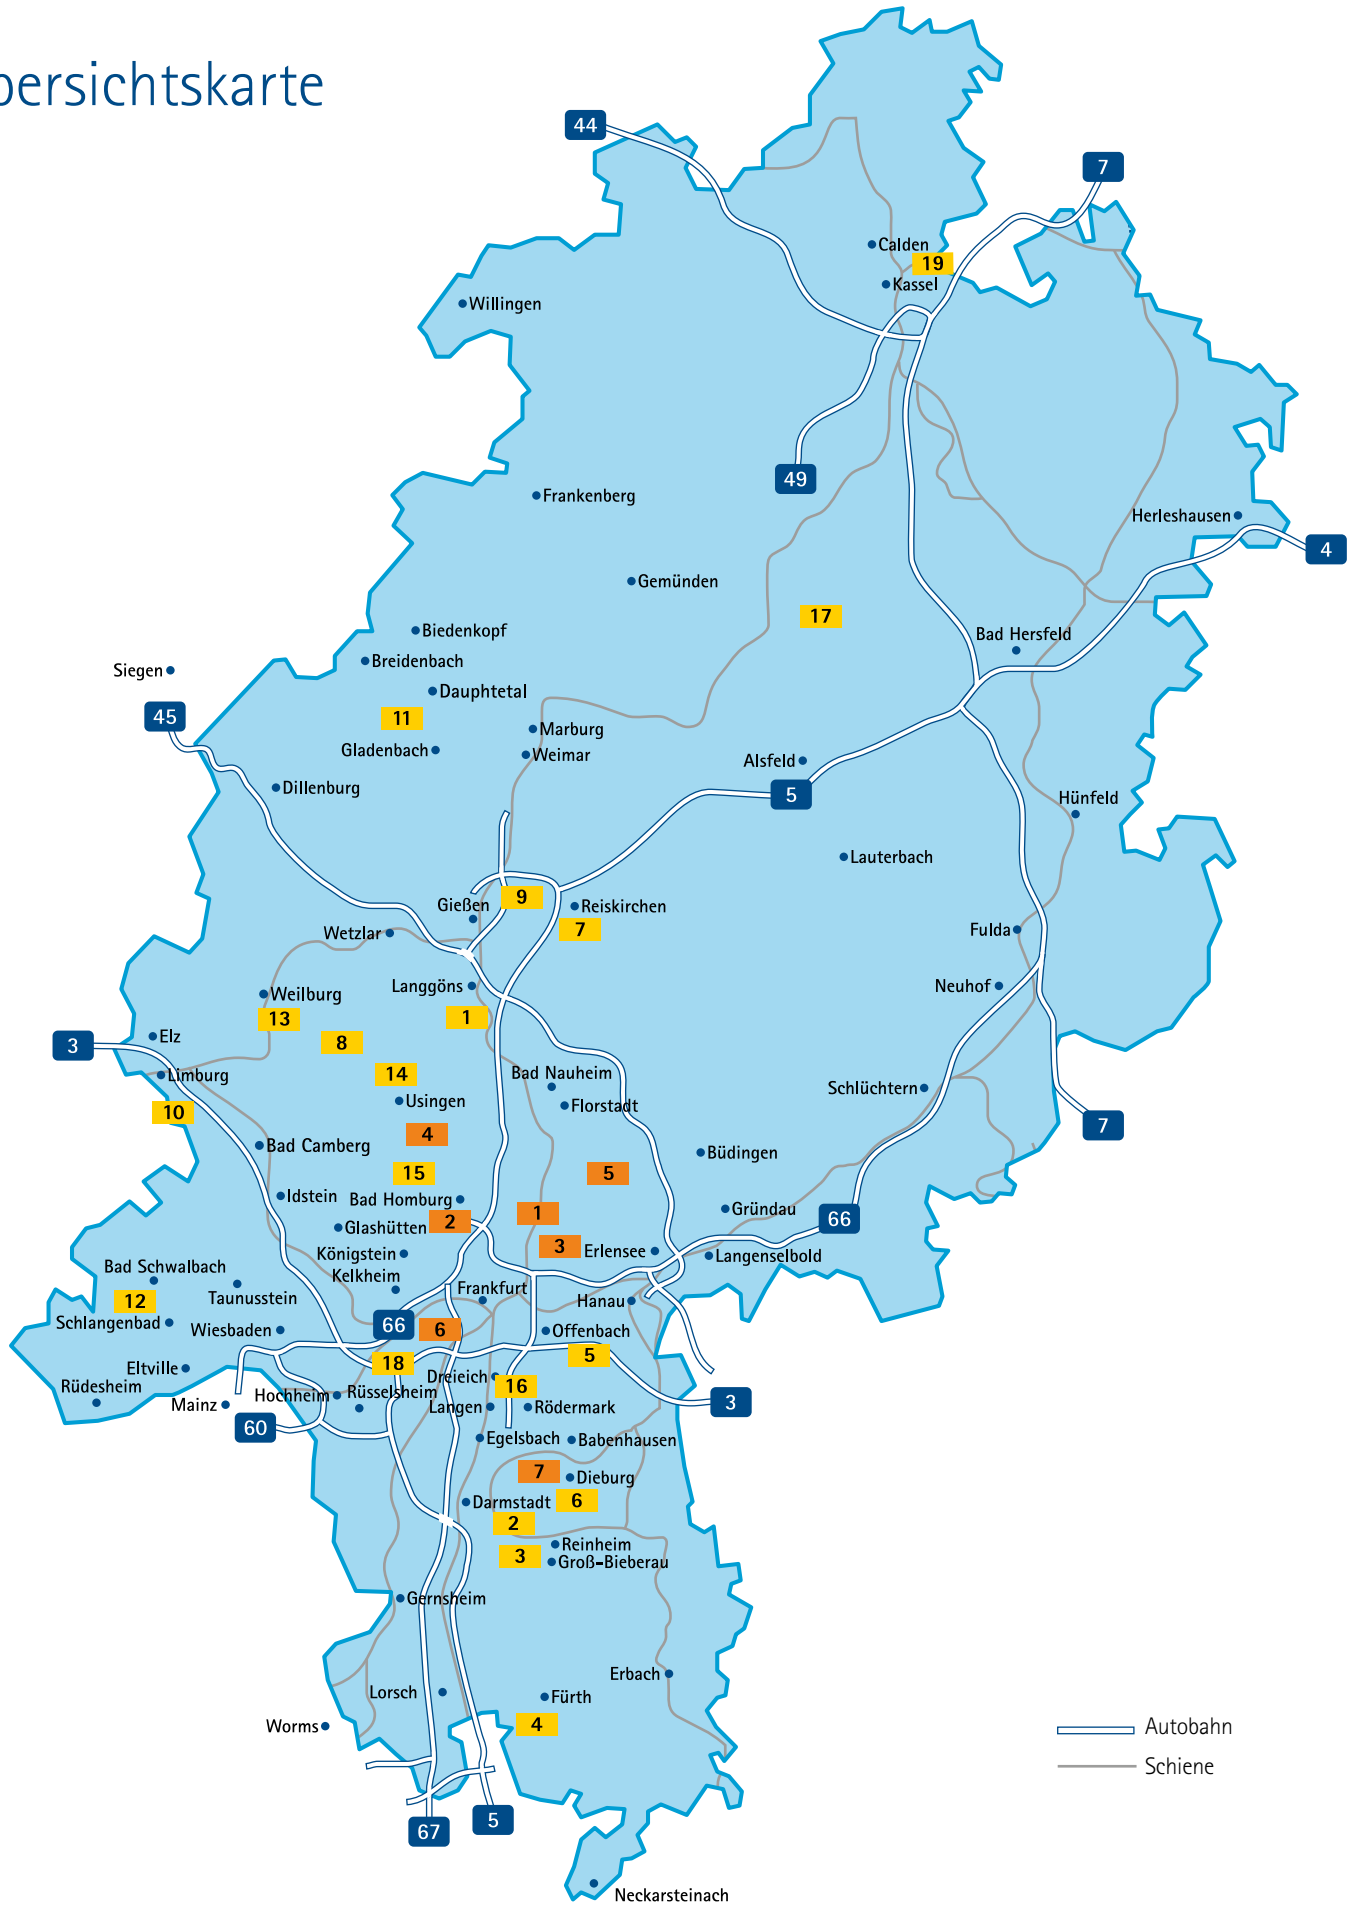 bersichtskarte
44
7
Calden
19
Kassel
Willingen
49
Frankenberg
Herleshausen
4
Gemünden
17
Biedenkopf
Bad Hersfeld
Breidenbach
Siegen
Dauphtetal
45
11
Marburg
Gladenbach
Weimar
Alsfeld
Dillenburg
5
Hünfeld
Lauterbach
9
Gießen
Reiskirchen
7
Wetzlar
Fulda
Langgöns
Neuhof
Weilburg
13
1
Elz
8
3
Limburg
14
Bad Nauheim
Schlüchtern
Usingen
Florstadt
10
7
4
Bad Camberg
Büdingen
15
5
Idstein
Bad Homburg
Gründau
1
66
2
Glashütten
3
Erlensee
Königstein
Langenselbold
Bad Schwalbach
Kelkheim
Frankfurt
Taunusstein
12
Hanau
Schlangenbad
66
6
Wiesbaden
Offenbach
5
18
Eltville
Dreieich
Rüdesheim
16
Hochheim
Rüsselsheim
3
Mainz
Langen
Rödermark
60
Egelsbach
Babenhausen
7
Dieburg
Darmstadt
6
2
Reinheim
3
Groß-Bieberau
Gernsheim
Erbach
Lorsch
Fürth
Worms
4
Autobahn
Schiene
5
67
Neckarsteinach